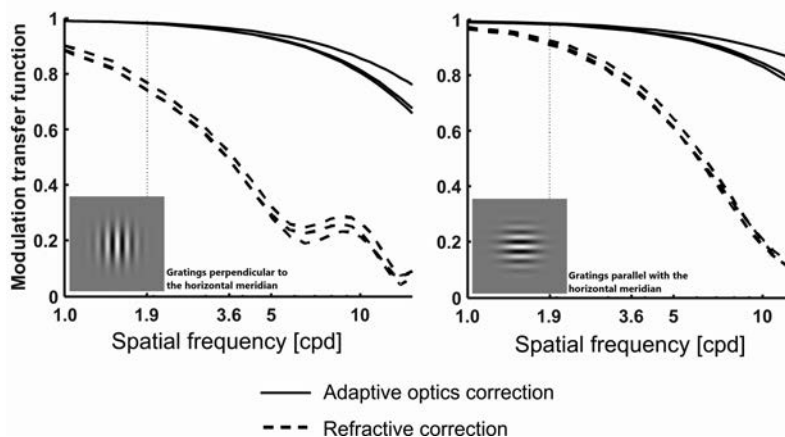 Modulation transfer function
1
0.8
0.6
0.4
0.2
0
Gratings perpendicular to
the horizontal meridian
1.0
1.9
3.6
5
10
Spatial frequency [cpd]
1
0.8
0.6
0.4
0.2
0
Gratings parallel with the
horizontal meridian
1.0
1.9
3.6
5
10
Spatial frequency [cpd]
Adaptive optics correction
Refractive correction